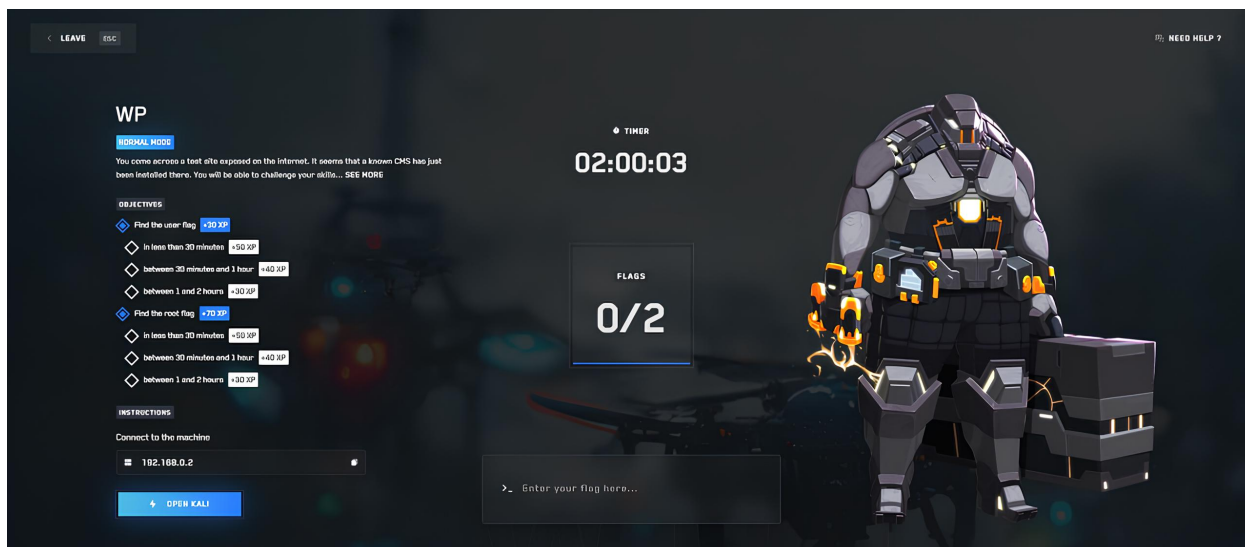 LEAVE ESC
NEED HELP ?
WP
NORMAL MODE
You come across a test site exposed on the internet. It seems that a known CMS has just
been installed there. You will be able to challenge your skills... SEE MORE
OBJECTIVES
Find the user flag +30 XP
in less than 30 minutes +50 XP
between 30 minutes and 1 hour +40 XP
between 1 and 2 hours +30 XP
Find the root flag +70 XP
in less than 30 minutes +50 XP
between 30 minutes and 1 hour +40 XP
between 1 and 2 hours +30 XP
INSTRUCTIONS
Connect to the machine
192.168.0.2
OPEN KALI
TIMER
02:00:03
FLAGS
0/2
>_ Enter your flag here...